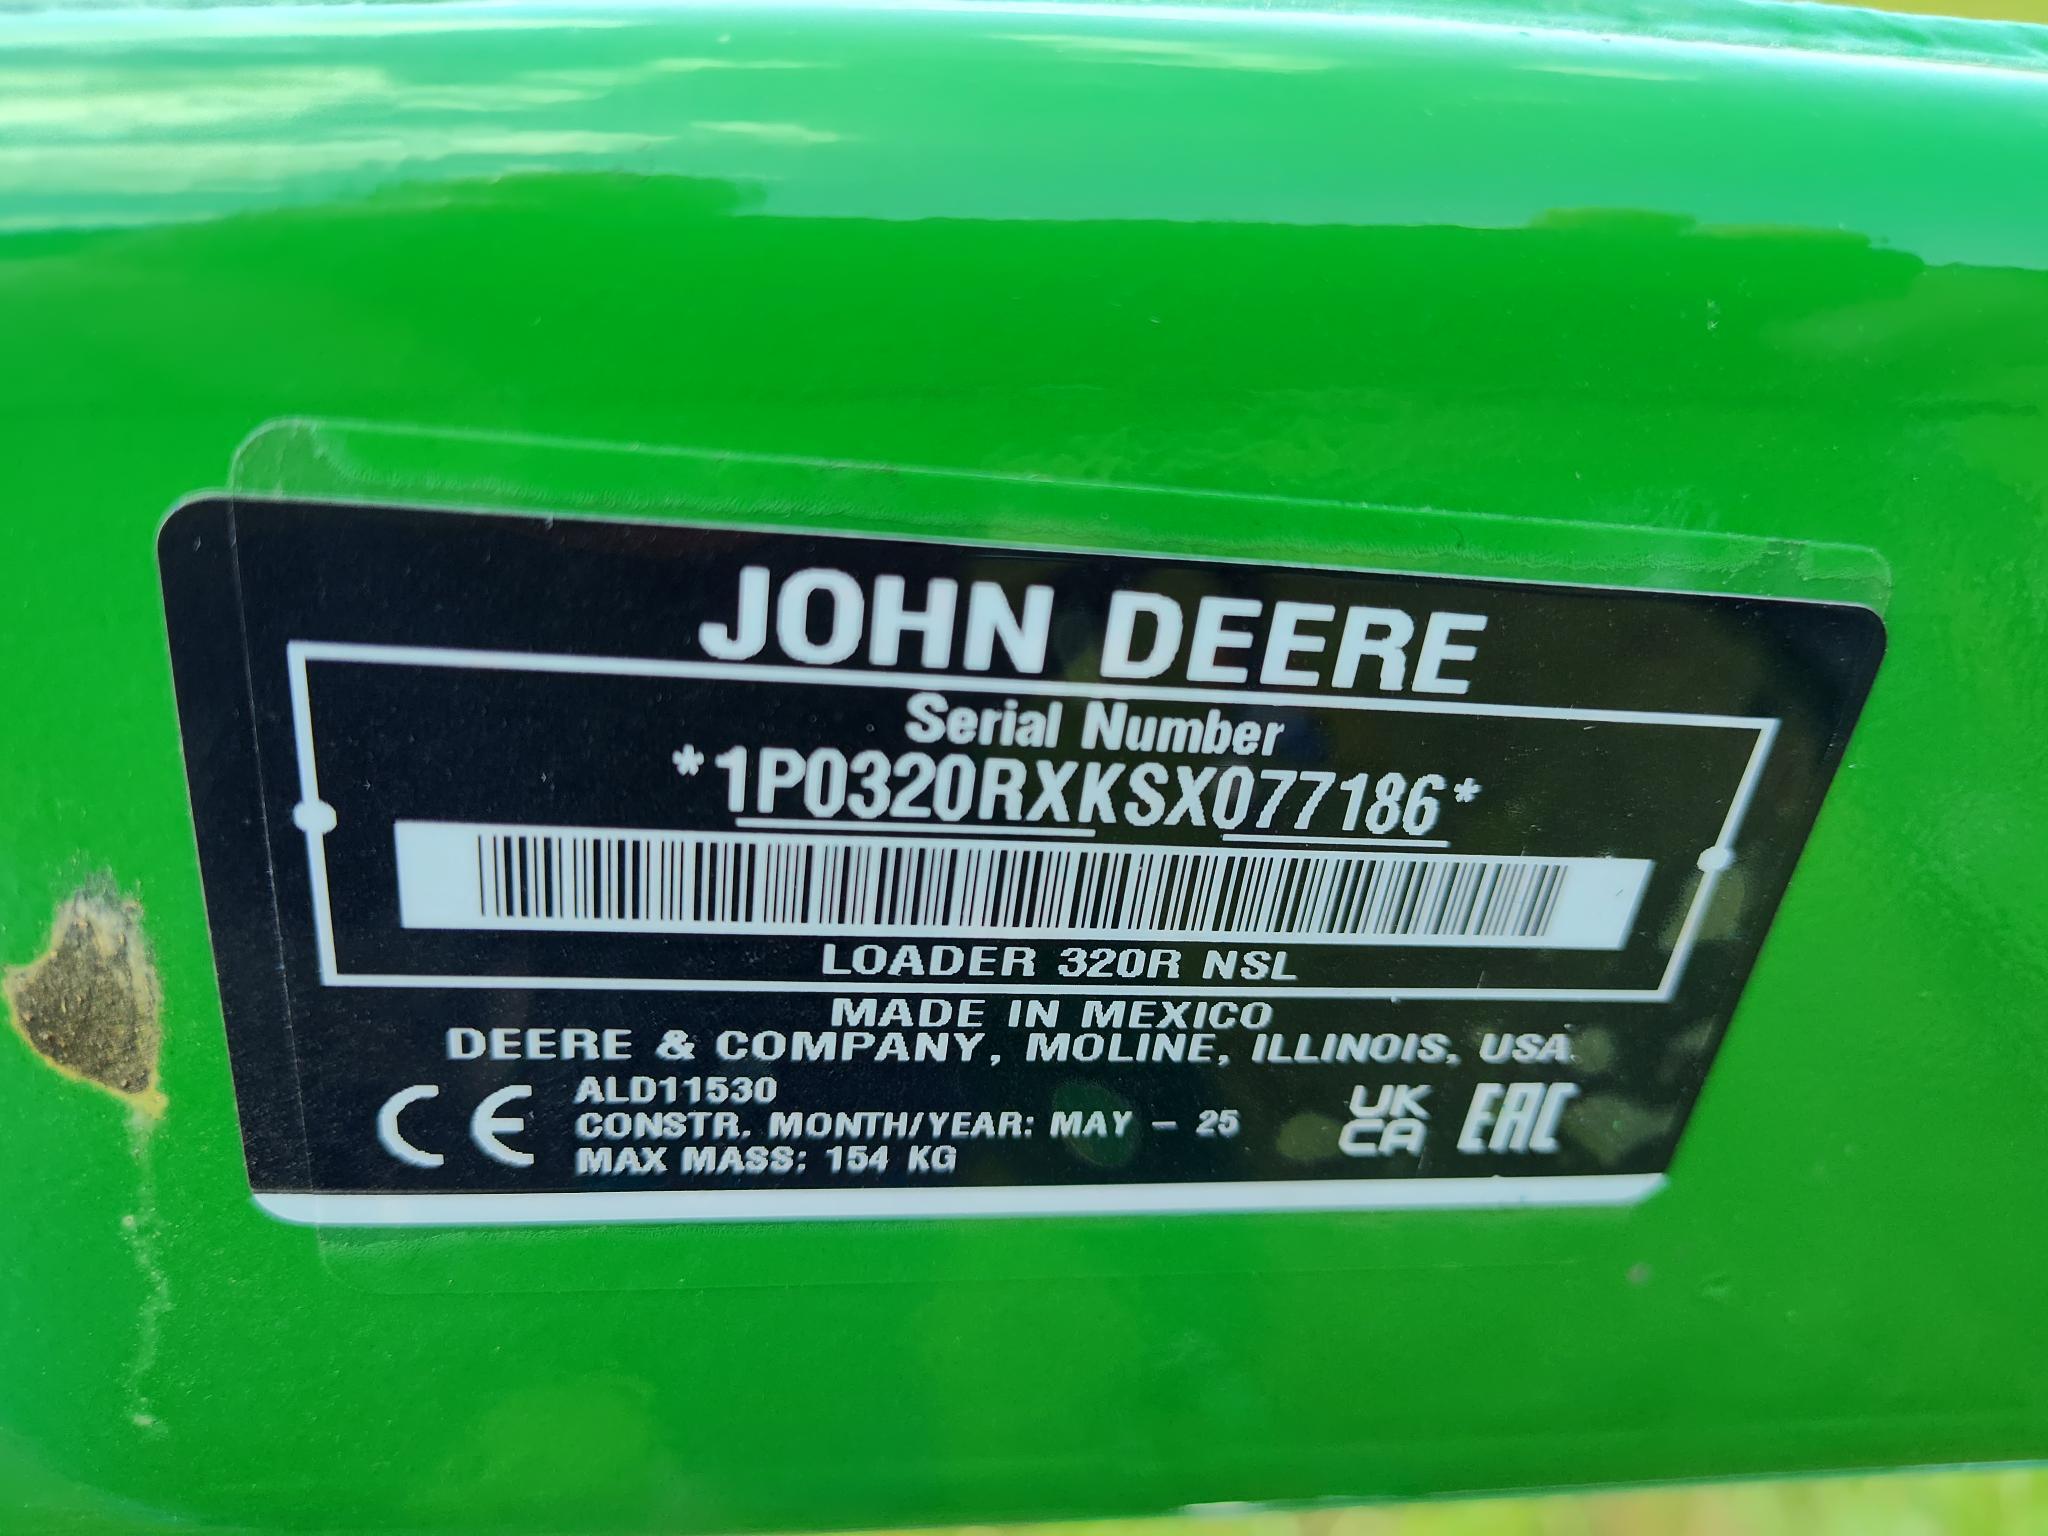 JOHN DEERE
Serial Number
*1P0320RXKSX077186*
LOADER 320R NSL
MADE IN MEXICO
DEERE & COMPANY, MOLINE, ILLINOIS, USA
CE
ALD11530
CONSTR. MONTH/YEAR: MAY - 25
MAX MASS: 154 KG
UK
CA
EAC